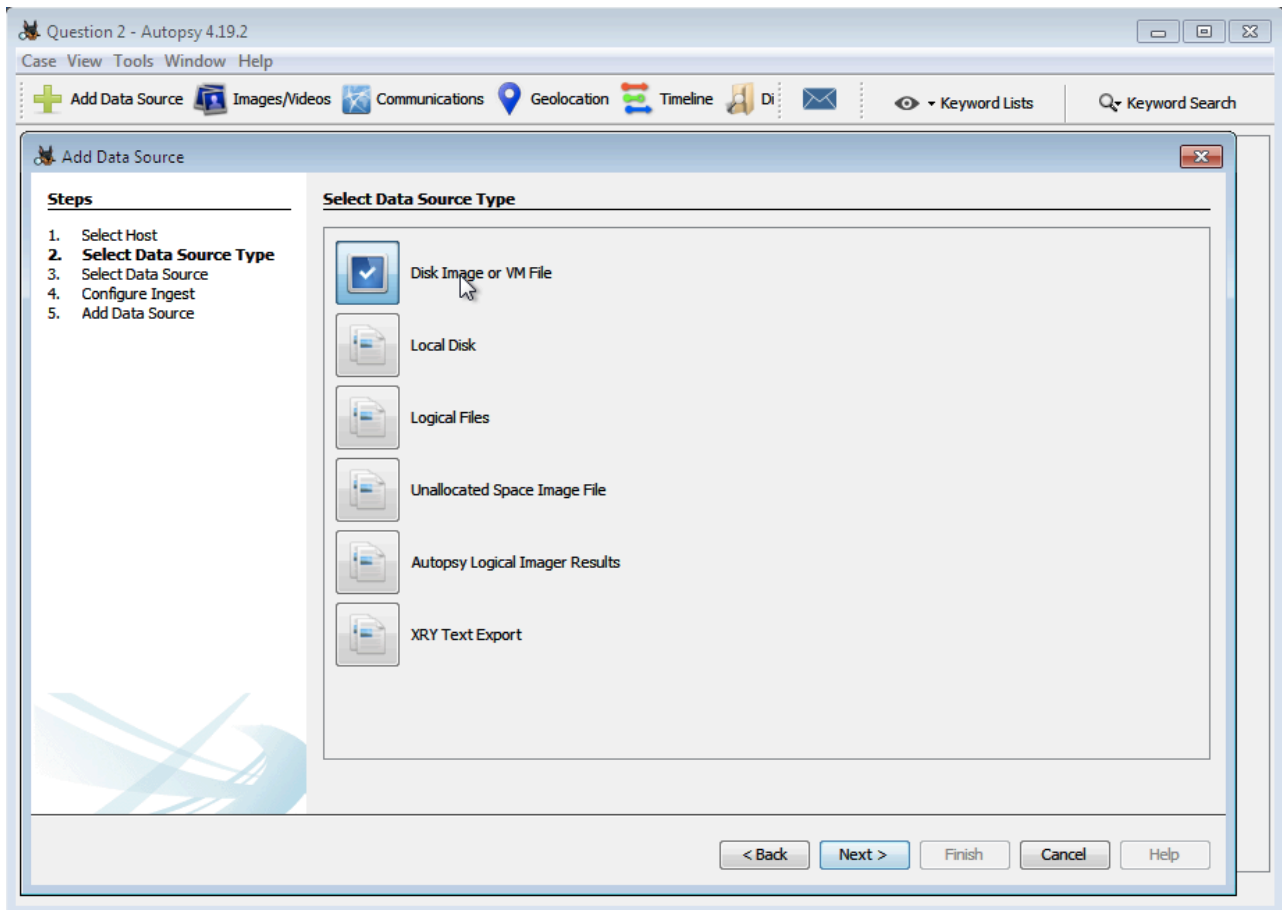 Question 2 - Autopsy 4.19.2
Case View Tools Window Help
Add Data Source Images/Videos Communications Geolocation Timeline Di Keyword Lists Keyword Search
Add Data Source
Steps
1. Select Host
2. Select Data Source Type
3. Select Data Source
4. Configure Ingest
5. Add Data Source
Select Data Source Type
Disk Image or VM File
Local Disk
Logical Files
Unallocated Space Image File
Autopsy Logical Imager Results
XRY Text Export
< Back Next > Finish Cancel Help